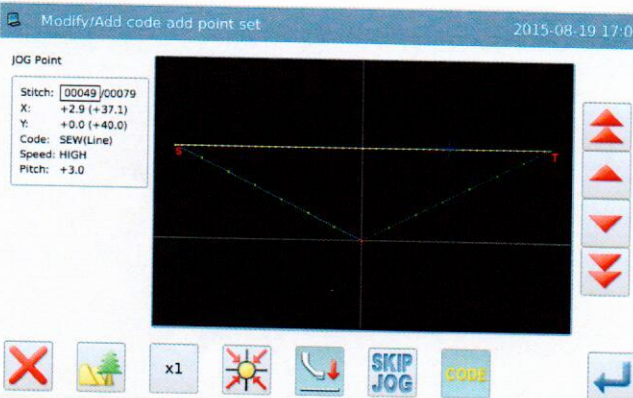 Modify/Add code add point set
2015-08-19 17:0
JOG Point
Stitch: 00049/00079
X: +2.9 (+37.1)
Y: +0.0 (+40.0)
Code: SEW(Line)
Speed: HIGH
Pitch: +3.0
S
T
x1
SKIP
JOG
CODE